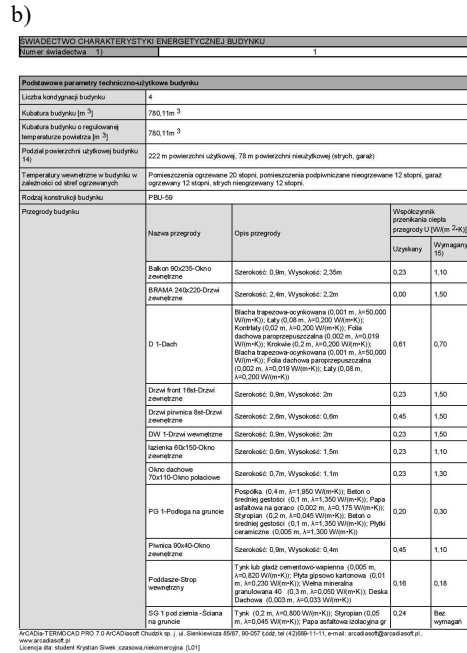 b)
ŚWIADECTWO CHARAKTERYSTYKI ENERGETYCZNEJ BUDYNKU
Numer świadectwa 1) 1
Podstawowe parametry techniczno-użytkowe budynku
Liczba kondygnacji budynku 4
Kubatura budynku [m 3] 780,11m 3
Kubatura budynku o regulowanej
temperaturze powietrza [m 3] 780,11m 3
Podział powierzchni użytkowej budynku
14) 222 m powierzchni użytkowej, 78 m powierzchni nieużytkowej (strych, garaż)
Temperatury wewnętrzne w budynku w
zależności od stref ogrzewanych
Pomieszczenia ogrzewane 20 stopni, pomieszczenia podpiwniczane nieogrzewane 12 stopni, garaż
ogrzewany 12 stopni, strych nieogrzewany 12 stopni.
Rodzaj konstrukcji budynku PBU-59
Przegrody budynku
Nazwa przegrody
Opis przegrody
Współczynnik
przenikania ciepła
przegrody U [W/(m 2•K)]
Uzyskany
Wymagany
15)
Balkon 90x235-Okno
zewnętrzne
Szerokość: 0,9m, Wysokość: 2,35m
0,23
1,10
BRAMA 240x220-Drzwi
zewnętrzne
Szerokość: 2,4m, Wysokość: 2,2m
0,00
1,50
D 1-Dach
Blacha trapezowa-ocynkowana (0,001 m, λ=50,000
W/(m•K)); Łaty (0,08 m, λ=0,200 W/(m•K));
Kontrłaty (0,02 m, λ=0,200 W/(m•K)); Folia
dachowa paroprzepuszczalna (0,002 m, λ=0,019
W/(m•K)); Krokwie (0,2 m, λ=0,200 W/(m•K));
Blacha trapezowa-ocynkowana (0,001 m, λ=50,000
W/(m•K)); Folia dachowa paroprzepuszczalna
(0,002 m, λ=0,019 W/(m•K)); Łaty (0,08 m,
λ=0,200 W/(m•K))
0,61
0,70
Drzwi front 16st-Drzwi
zewnętrzne
Szerokość: 0,9m, Wysokość: 2m
0,23
1,50
Drzwi pirwnica 8st-Drzwi
zewnętrzne
Szerokość: 2,6m, Wysokość: 0,6m
0,45
1,50
DW 1-Drzwi wewnętrzne
Szerokość: 0,9m, Wysokość: 2m
0,23
1,50
łazienka 60x150-Okno
zewnętrzne
Szerokość: 0,6m, Wysokość: 1,5m
0,23
1,10
Okno dachowe
70x110-Okno połaciowe
Szerokość: 0,7m, Wysokość: 1,1m
0,23
1,30
PG 1-Podłoga na gruncie
Pospółka (0,4 m, λ=1,950 W/(m•K)); Beton o
średniej gęstości (0,1 m, λ=1,350 W/(m•K)); Papa
asfaltowa na gorąco (0,002 m, λ=0,175 W/(m•K));
Styropian (0,2 m, λ=0,045 W/(m•K)); Beton o
średniej gęstości (0,1 m, λ=1,350 W/(m•K)); Płytki
ceramiczne (0,005 m, λ=1,300 W/(m•K))
0,20
0,30
Piwnica 90x40-Okno
zewnętrzne
Szerokość: 0,9m, Wysokość: 0,4m
0,45
1,10
Poddasze-Strop
wewnętrzny
Tynk lub gładź cementowo-wapienna (0,005 m,
λ=0,820 W/(m•K)); Płyta gipsowo kartonowa (0,01
m, λ=0,230 W/(m•K)); Wełna mineralna
granulowana 40 (0,3 m, λ=0,050 W/(m•K)); Deska
Dachowa (0,003 m, λ=0,033 W/(m•K))
0,16
0,18
SG 1 pod ziemia -Ściana
na gruncie
Tynk (0,2 m, λ=0,800 W/(m•K)); Styropian (0,05
m, λ=0,045 W/(m•K)); Papa asfaltowa izolacyjna gr
0,24
Bez
wymagań
ArCADia-TERMOCAD PRO 7.0 ArCADiasoft Chudzik sp. j. ul. Sienkiewicza 85/87, 90-057 Łódź, tel (42)689-11-11, e-mail: arcadiasoft@arcadiasoft.pl,
www.arcadiasoft.pl
Licencja dla: student Krystian Siwek ;czasowa,niekomercyjna [L01]